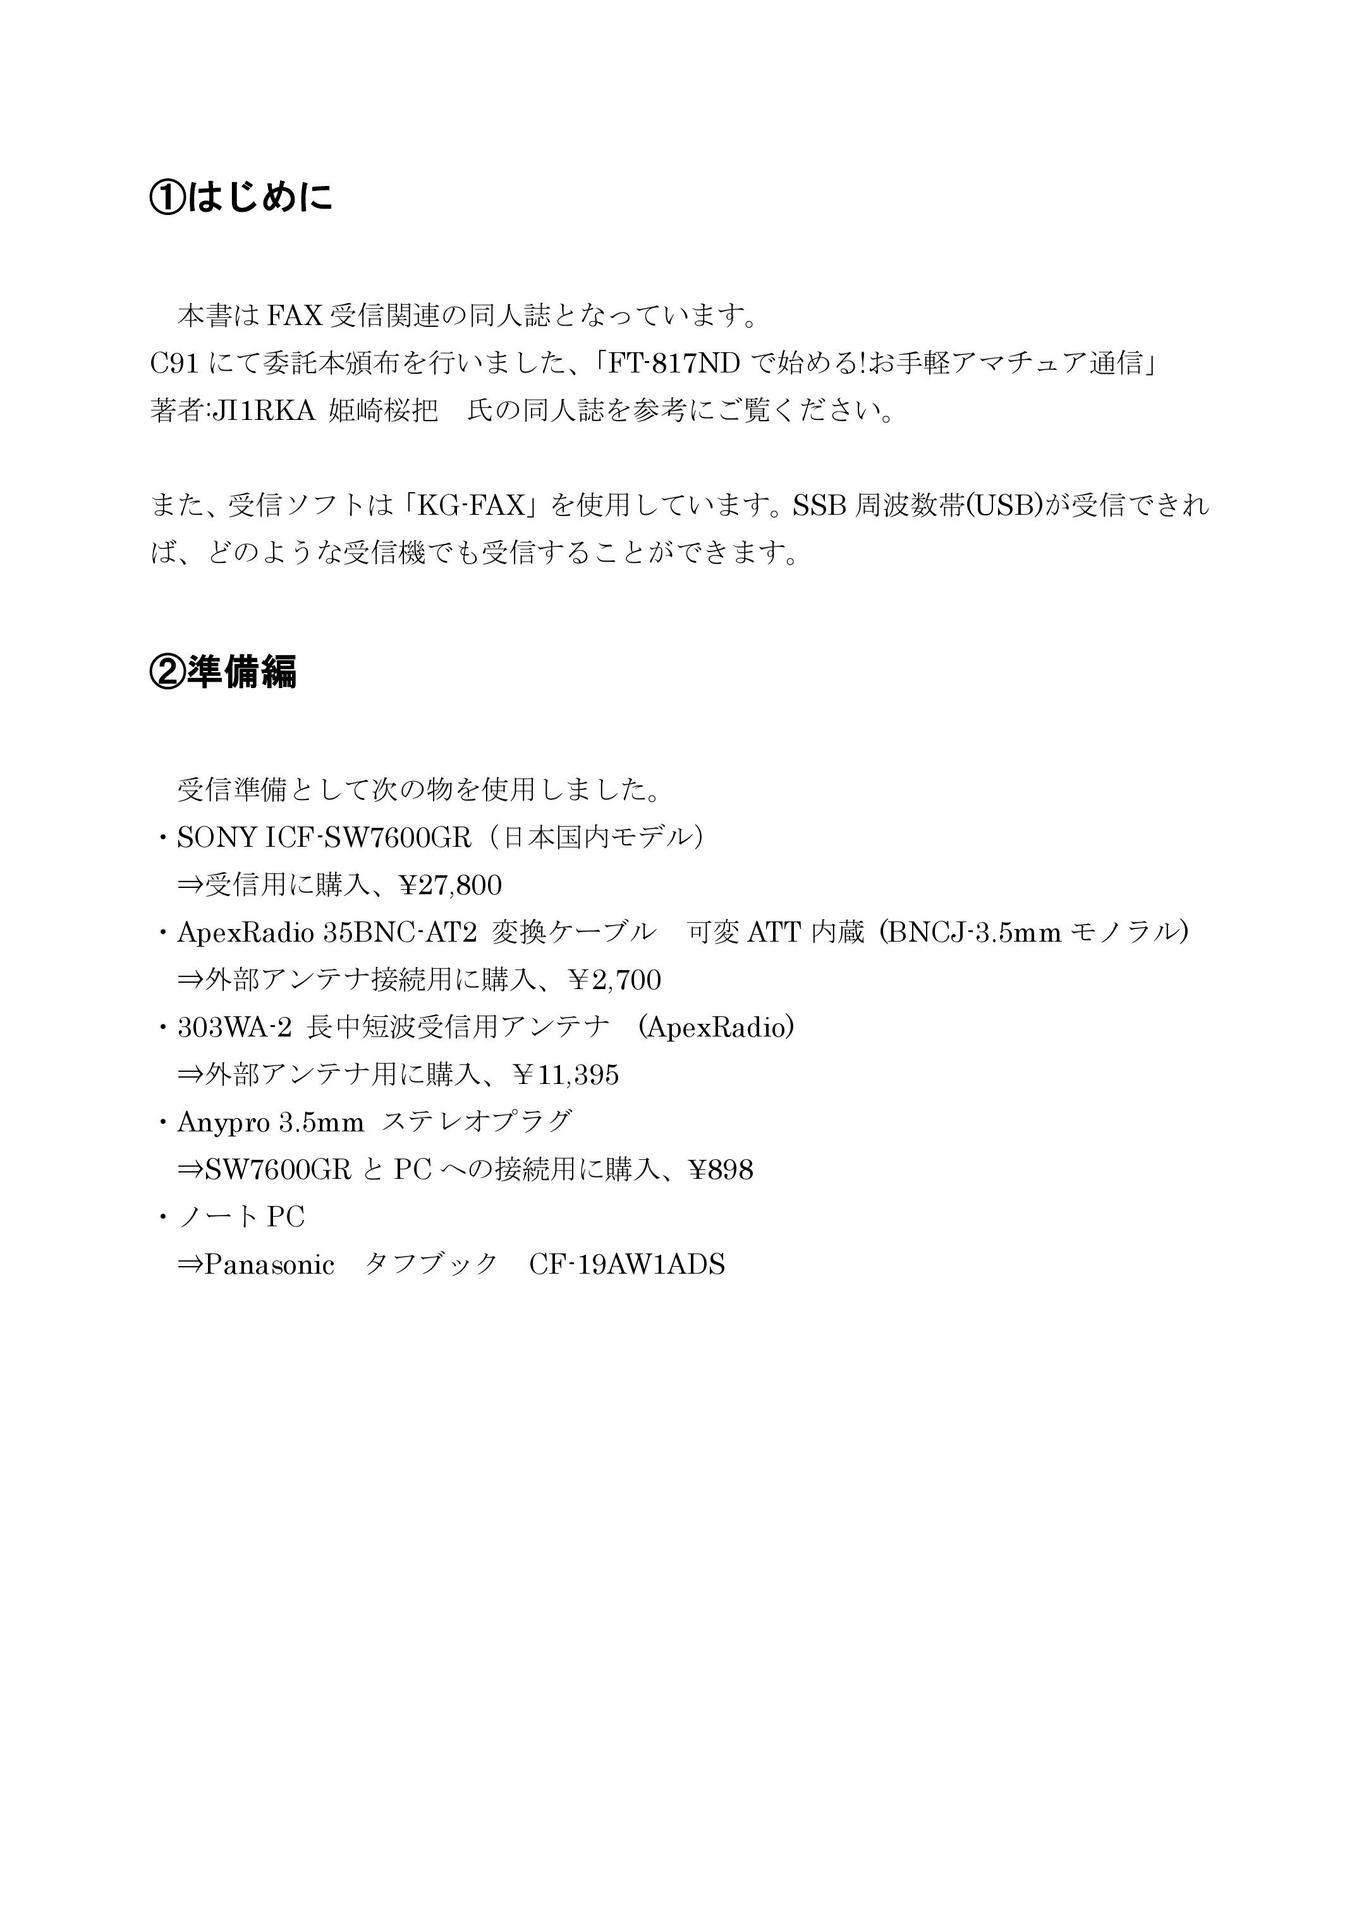 ①はじめに
　本書は FAX 受信関連の同人誌となっています。
C91 にて委託本頒布を行いました、「FT-817ND で始める!お手軽アマチュア通信」
著者:JI1RKA 姫崎桜把　氏の同人誌を参考にご覧ください。
また、受信ソフトは「KG-FAX」を使用しています。SSB 周波数帯(USB)が受信できれ
ば、どのような受信機でも受信することができます。
②準備編
　受信準備として次の物を使用しました。
・SONY ICF-SW7600GR（日本国内モデル）
　⇒受信用に購入、¥27,800
・ApexRadio 35BNC-AT2 変換ケーブル　可変 ATT 内蔵 (BNCJ-3.5mm モノラル)
　⇒外部アンテナ接続用に購入、￥2,700
・303WA-2 長中短波受信用アンテナ　(ApexRadio)
　⇒外部アンテナ用に購入、￥11,395
・Anypro 3.5mm ステレオプラグ
　⇒SW7600GR と PC への接続用に購入、¥898
・ノート PC
　⇒Panasonic　タフブック　CF-19AW1ADS